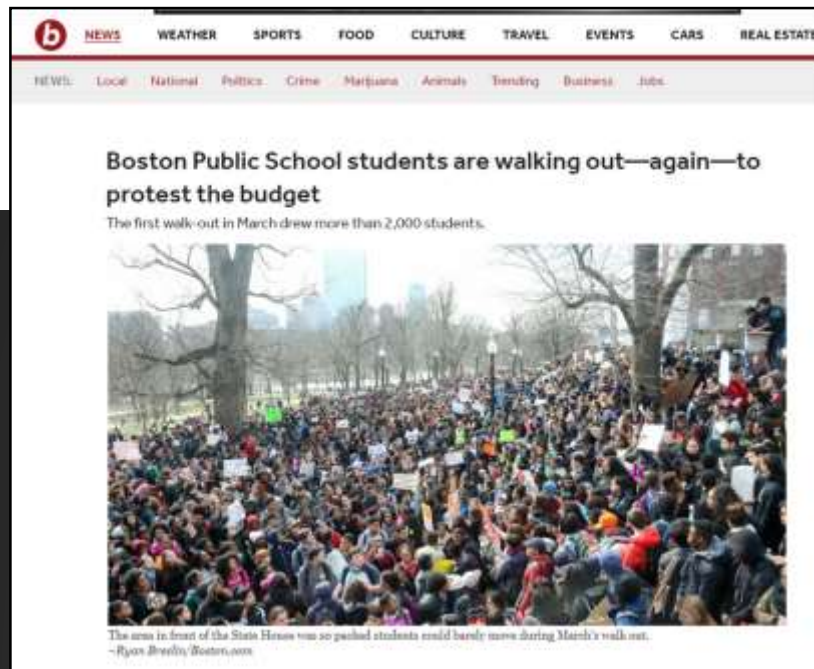 b NEWS WEATHER SPORTS FOOD CULTURE TRAVEL EVENTS CARS REAL ESTATE
NEWS: Local National Politics Crime Marijuana Animals Trending Business Jobs
Boston Public School students are walking out—again—to
protest the budget
The first walk-out in March drew more than 2,000 students.
The area in front of the State House was so packed students could barely move during March's walk out.
—Ryan Breslin/Boston.com